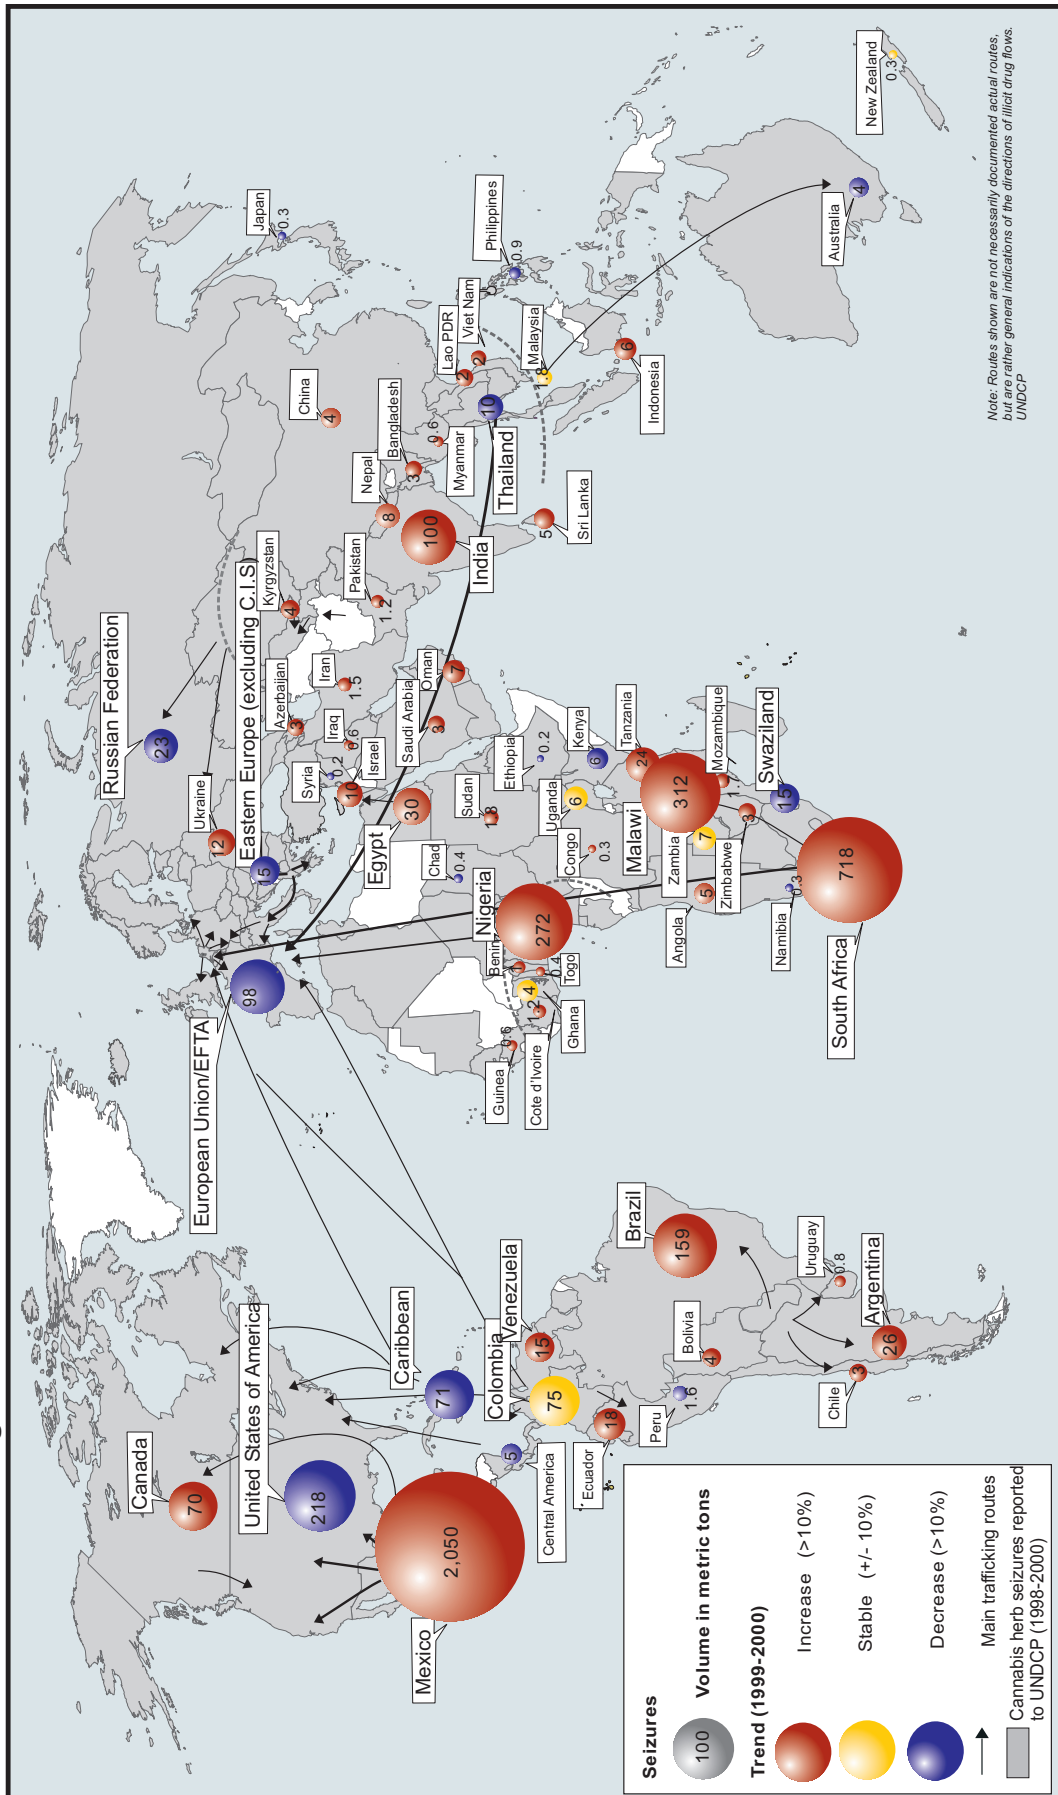 Canada
70
United States of America
218
Mexico
2,050
Caribbean
71
Central America
5
Colombia
75
Venezuela
15
Ecuador
18
Peru
1.6
Bolivia
4
Brazil
159
Uruguay
0.8
Argentina
26
Chile
3
European Union/EFTA
98
Eastern Europe (excluding C.I.S)
15
Ukraine
12
Russian Federation
23
Azerbaijan
3
Kyrgyzstan
4
Syria
0.2
Iraq
0.6
Iran
1.5
Israel
10
Pakistan
1.2
Saudi Arabia
3
Oman
7
Egypt
30
Sudan
1.8
Chad
0.4
Ethiopia
0.2
Uganda
6
Kenya
6
Congo
0.3
Tanzania
24
Malawi
312
Mozambique
Zambia
7
Zimbabwe
3
Swaziland
15
Angola
5
Namibia
0.3
South Africa
718
Nigeria
272
Benin
1
Togo
0.4
Ghana
4
Cote d'Ivoire
1.2
Guinea
0.6
Nepal
8
India
100
Bangladesh
3
Myanmar
0.6
Sri Lanka
5
China
4
Thailand
10
Lao PDR
2
Viet Nam
2
Malaysia
1.8
Indonesia
6
Philippines
0.9
Japan
0.3
Australia
4
New Zealand
0.3
Seizures
100
Volume in metric tons
Trend (1999-2000)
Increase (>10%)
Stable (+/- 10%)
Decrease (>10%)
Main trafficking routes
Cannabis herb seizures reported
to UNDCP (1998-2000)
Note: Routes shown are not necessarily documented actual routes,
but are rather general indications of the directions of illicit drug flows.
UNDCP